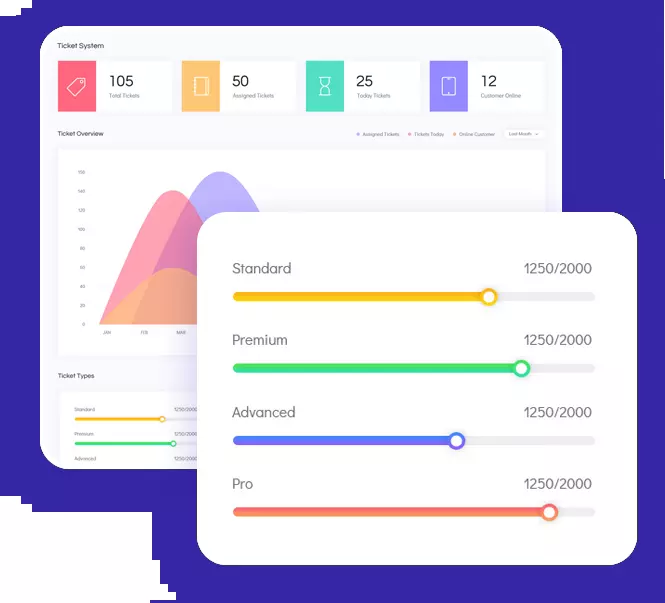 Ticket System
105
Total Tickets
50
Assigned Tickets
25
Today Tickets
12
Customer Online
Ticket Overview
Assigned Tickets
Tickets Today
Online Customer
Last Month
160
140
120
100
80
60
40
20
0
JAN
FEB
MAR
Ticket Types
Standard
1250/2000
Premium
1250/2000
Advanced
1250/200
Standard
1250/2000
Premium
1250/2000
Advanced
1250/2000
Pro
1250/2000